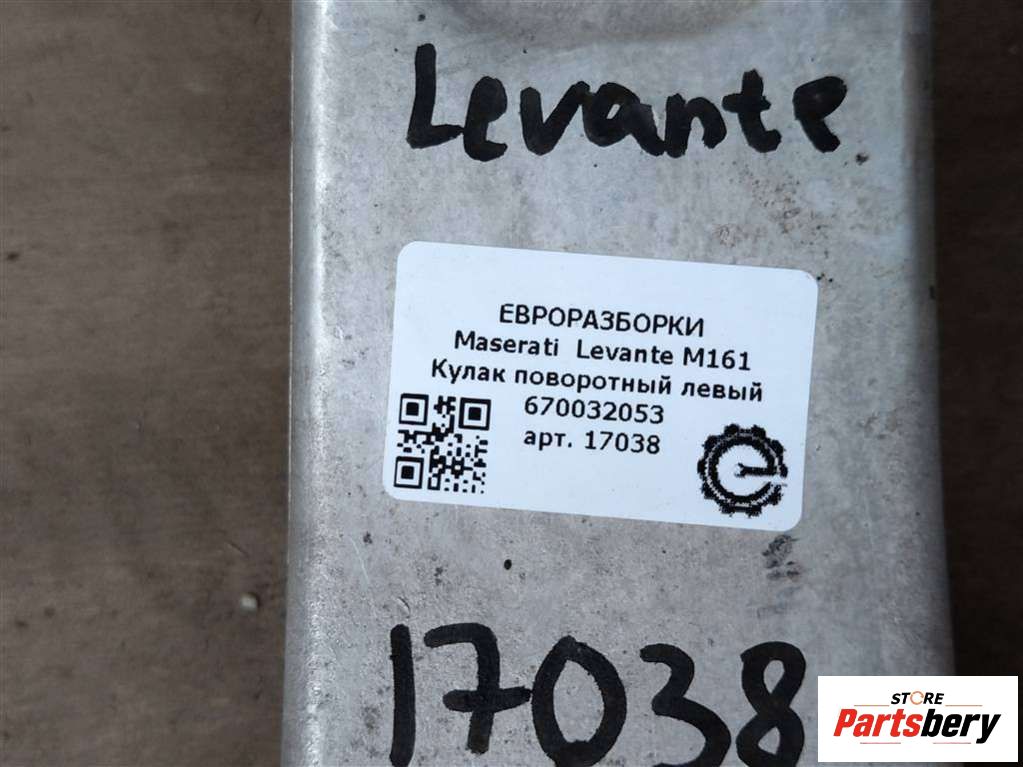 Levante
ЕВРОРАЗБОРКИ
Maserati Levante M161
Кулак поворотный левый
670032053
арт. 17038
17038
STORE
Partsbery